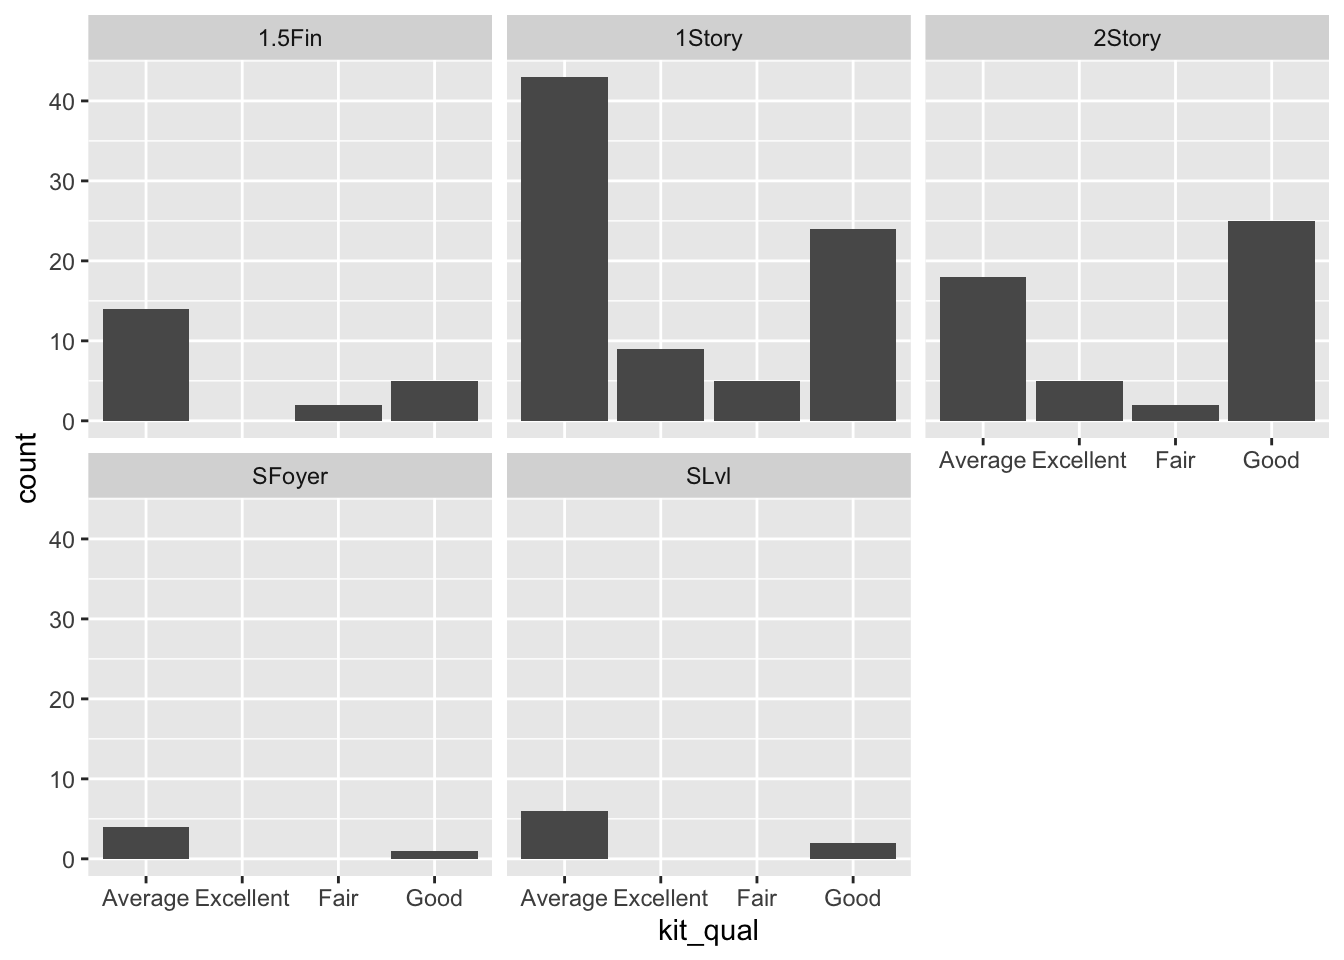 1.5Fin 1Story 2Story
40
30
20
10
0
Average Excellent Fair Good
count
SFoyer SLvl
40
30
20
10
0
Average Excellent Fair Good Average Excellent Fair Good
kit_qual